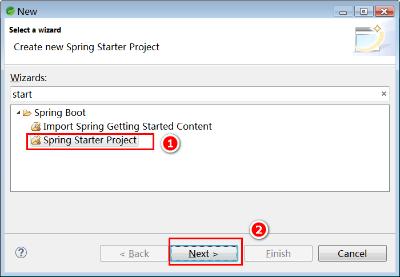 New
Select a wizard
Create new Spring Starter Project
Wizards:
start
Spring Boot
Import Spring Getting Started Content
Spring Starter Project
1
2
?
< Back
Next >
Finish
Cancel